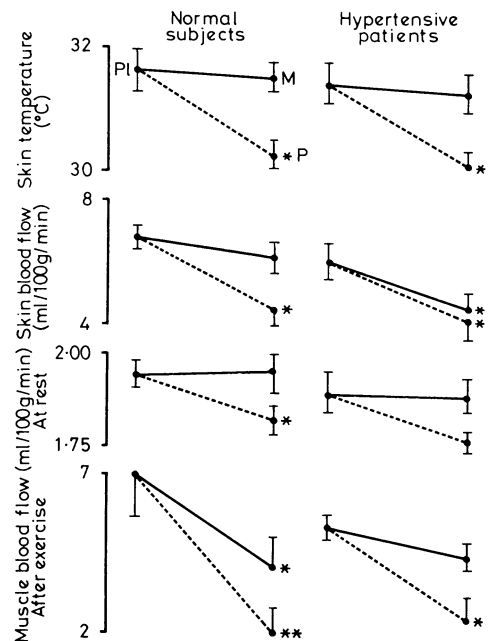 Normal
subjects
Hypertensive
patients
Skin temperature
(°C)
32
30
Pl
M
* P
*
Skin blood flow
(ml/100g/min)
8
4
*
*
*
Muscle blood flow (ml/100g/min)
At rest
2·00
1·75
*
After exercise
7
2
*
**
*